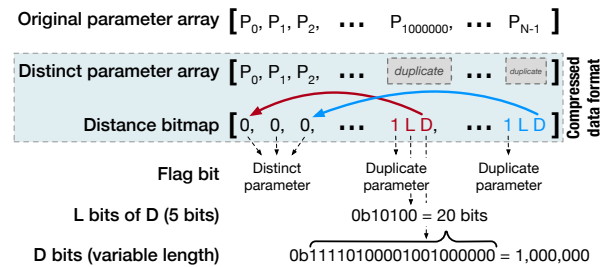 Original parameter array [P0, P1, P2, ... P1000000, ... PN-1]
Distinct parameter array [P0, P1, P2, ... duplicate ... duplicate ]
Distance bitmap [0, 0, 0, ... 1 L D, ... 1 L D ]
Compressed
data format
Flag bit
Distinct
parameter
Duplicate
parameter
Duplicate
parameter
L bits of D (5 bits) 0b10100 = 20 bits
D bits (variable length) 0b11110100001001000000 = 1,000,000